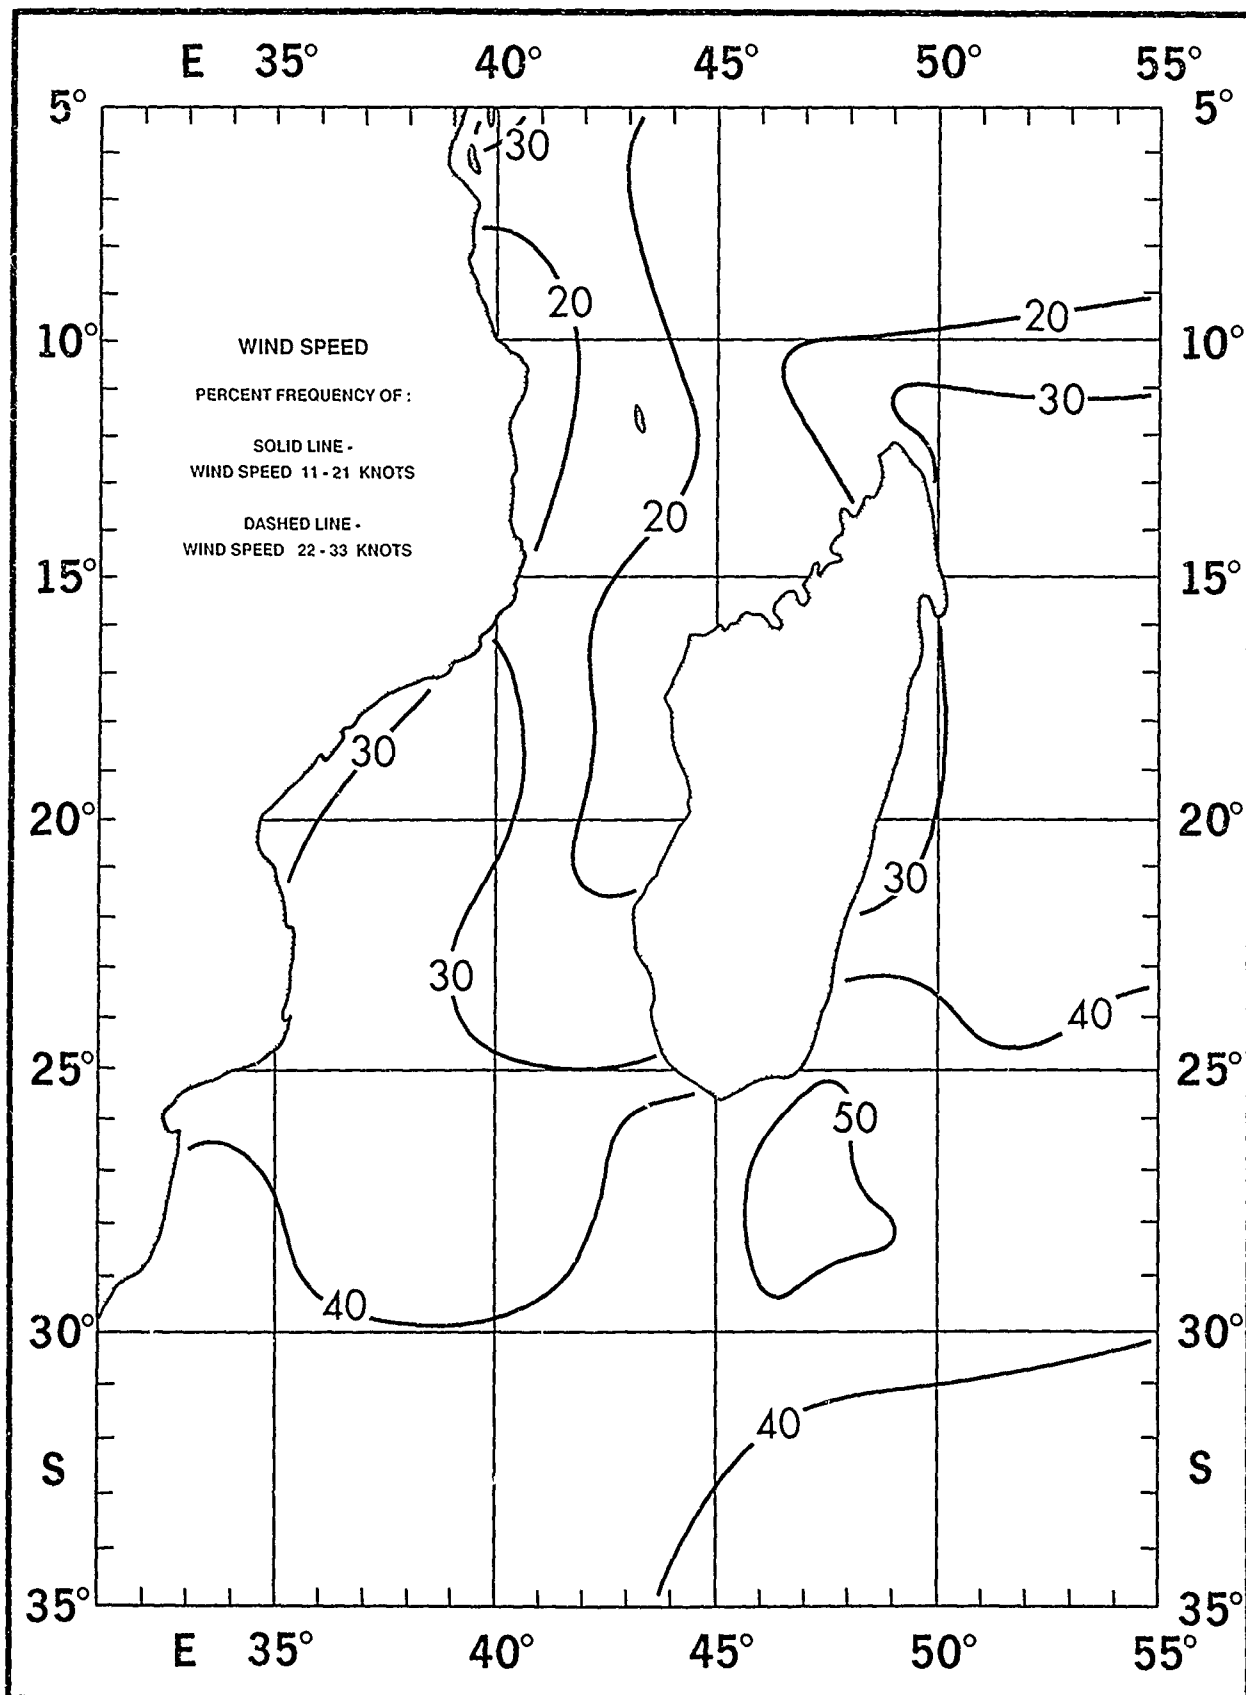 E 35° 40° 45° 50° 55°
5° 5°
30
20
20
10° 10°
WIND SPEED
PERCENT FREQUENCY OF :
30
SOLID LINE -
WIND SPEED 11 - 21 KNOTS
20
DASHED LINE -
WIND SPEED 22 - 33 KNOTS
15° 15°
30
20° 20°
30
30
40
25° 25°
50
40
30° 30°
40
S S
35° 35°
E 35° 40° 45° 50° 55°